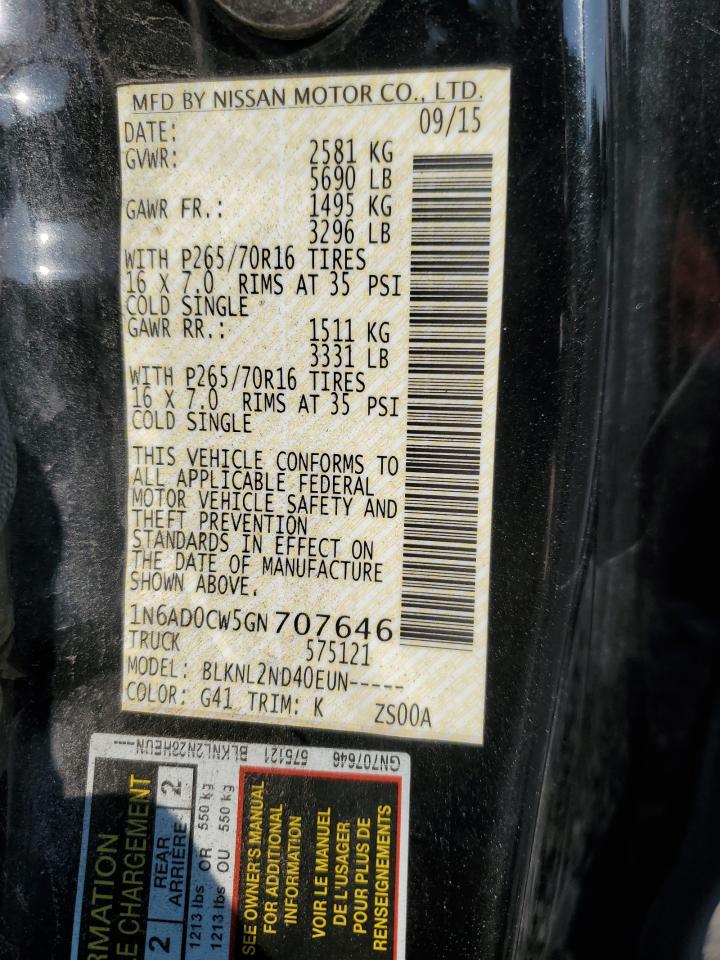 MFD BY NISSAN MOTOR CO., LTD.
DATE: 09/15
GVWR: 2581 KG
5690 LB
GAWR FR.: 1495 KG
3296 LB
WITH P265/70R16 TIRES
16 X 7.0 RIMS AT 35 PSI
COLD SINGLE
GAWR RR.: 1511 KG
3331 LB
WITH P265/70R16 TIRES
16 X 7.0 RIMS AT 35 PSI
COLD SINGLE
THIS VEHICLE CONFORMS TO
ALL APPLICABLE FEDERAL
MOTOR VEHICLE SAFETY AND
THEFT PREVENTION
STANDARDS IN EFFECT ON
THE DATE OF MANUFACTURE
SHOWN ABOVE.
1N6AD0CW5GN707646
TRUCK 575121
MODEL: BLKNL2ND40EUN-----
COLOR: G41 TRIM: K ZS00A
GN707646 575121 BLKNL2N28HEUN----
RMATION
E CHARGEMENT
2 REAR 2
ARRIÈRE
1213 lbs OR 550 kg
1213 lbs OU 550 kg
SEE OWNER'S MANUAL
FOR ADDITIONAL
INFORMATION
VOIR LE MANUEL
DE L'USAGER
POUR PLUS DE
RENSEIGNEMENTS